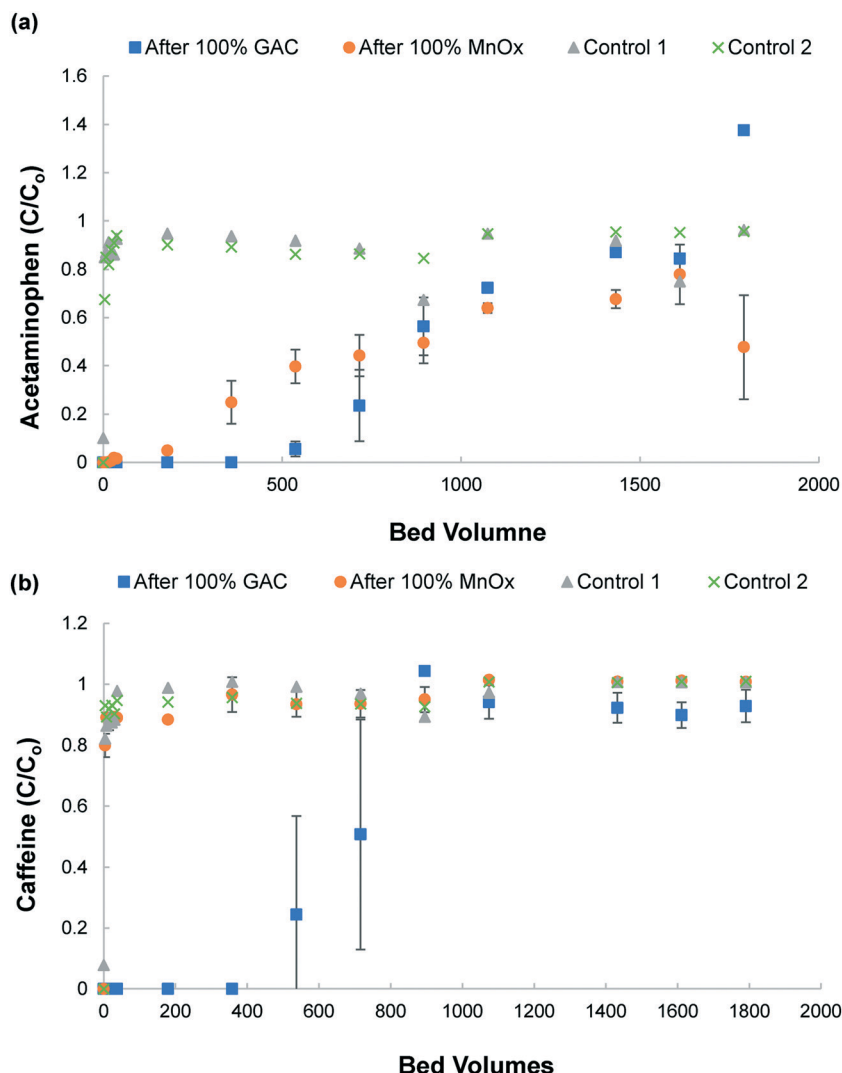 (a)
After 100% GAC After 100% MnOx Control 1 Control 2
1.6
1.4
1.2
1
0.8
0.6
0.4
0.2
0
Acetaminophen (C/Co)
0 500 1000 1500 2000
Bed Volumne
(b)
After 100% GAC After 100% MnOx Control 1 Control 2
1.2
1
0.8
0.6
0.4
0.2
0
Caffeine (C/Co)
0 200 400 600 800 1000 1200 1400 1600 1800 2000
Bed Volumes